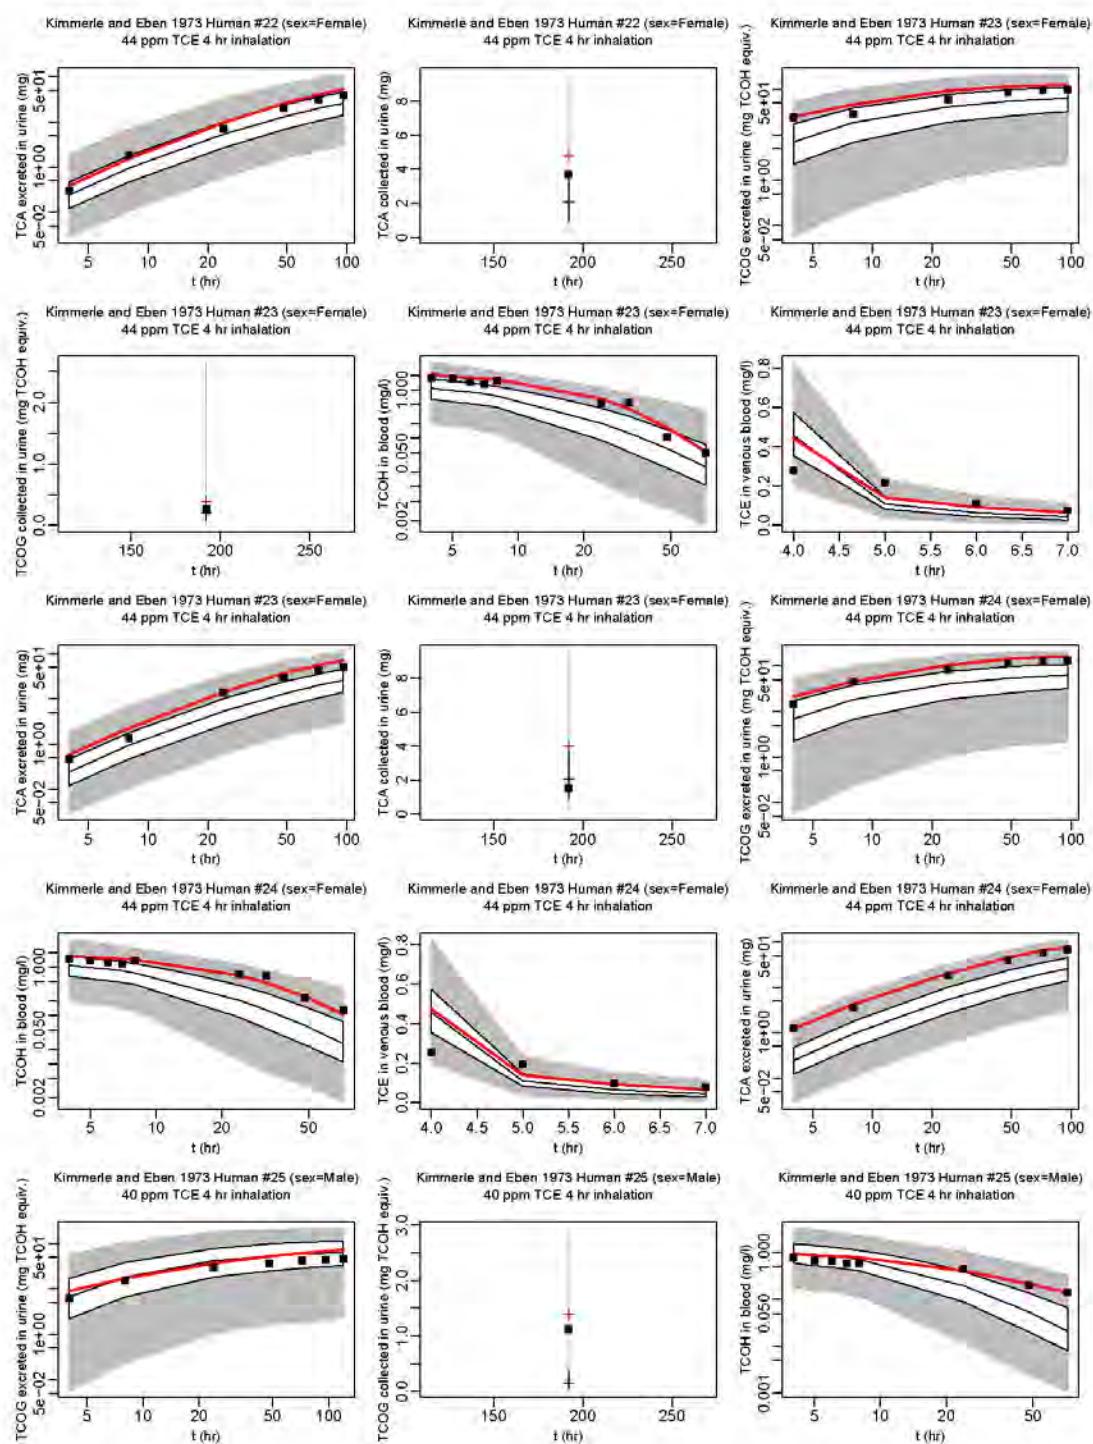 Kimmerle and Eben 1973 Human #22 (sex=Female)
44 ppm TCE 4 hr inhalation
TCA excreted in urine (mg)
5e-02 1e+00 5e+01
5 10 20 50 100
t (hr)
Kimmerle and Eben 1973 Human #22 (sex=Female)
44 ppm TCE 4 hr inhalation
TCA collected in urine (mg)
0 2 4 6 8
150 200 250
t (hr)
Kimmerle and Eben 1973 Human #23 (sex=Female)
44 ppm TCE 4 hr inhalation
TCOG excreted in urine (mg TCOH equiv.)
5e-02 1e+00 5e+01
5 10 20 50 100
t (hr)
Kimmerle and Eben 1973 Human #23 (sex=Female)
44 ppm TCE 4 hr inhalation
TCOG collected in urine (mg TCOH equiv.)
0.0 1.0 2.0
150 200 250
t (hr)
Kimmerle and Eben 1973 Human #23 (sex=Female)
44 ppm TCE 4 hr inhalation
TCOH in blood (mg/l)
0.002 0.050 1.000
5 10 20 50
t (hr)
Kimmerle and Eben 1973 Human #23 (sex=Female)
44 ppm TCE 4 hr inhalation
TCE in venous blood (mg/l)
0.0 0.2 0.4 0.6 0.8
4.0 4.5 5.0 5.5 6.0 6.5 7.0
t (hr)
Kimmerle and Eben 1973 Human #23 (sex=Female)
44 ppm TCE 4 hr inhalation
TCA excreted in urine (mg)
5e-02 1e+00 5e+01
5 10 20 50 100
t (hr)
Kimmerle and Eben 1973 Human #23 (sex=Female)
44 ppm TCE 4 hr inhalation
TCA collected in urine (mg)
0 2 4 6 8
150 200 250
t (hr)
Kimmerle and Eben 1973 Human #24 (sex=Female)
44 ppm TCE 4 hr inhalation
TCOG excreted in urine (mg TCOH equiv.)
5e-02 1e+00 5e+01
5 10 20 50 100
t (hr)
Kimmerle and Eben 1973 Human #24 (sex=Female)
44 ppm TCE 4 hr inhalation
TCOH in blood (mg/l)
0.002 0.050 1.000
5 10 20 50
t (hr)
Kimmerle and Eben 1973 Human #24 (sex=Female)
44 ppm TCE 4 hr inhalation
TCE in venous blood (mg/l)
0.0 0.2 0.4 0.6 0.8
4.0 4.5 5.0 5.5 6.0 6.5 7.0
t (hr)
Kimmerle and Eben 1973 Human #24 (sex=Female)
44 ppm TCE 4 hr inhalation
TCA excreted in urine (mg)
5e-02 1e+00 5e+01
5 10 20 50 100
t (hr)
Kimmerle and Eben 1973 Human #25 (sex=Male)
40 ppm TCE 4 hr inhalation
TCOG excreted in urine (mg TCOH equiv.)
5e-02 1e+00 5e+01
5 10 20 50 100
t (hr)
Kimmerle and Eben 1973 Human #25 (sex=Male)
40 ppm TCE 4 hr inhalation
TCOG collected in urine (mg TCOH equiv.)
0.0 1.0 2.0 3.0
150 200 250
t (hr)
Kimmerle and Eben 1973 Human #25 (sex=Male)
40 ppm TCE 4 hr inhalation
TCOH in blood (mg/l)
0.001 0.050 1.000
5 10 20 50
t (hr)